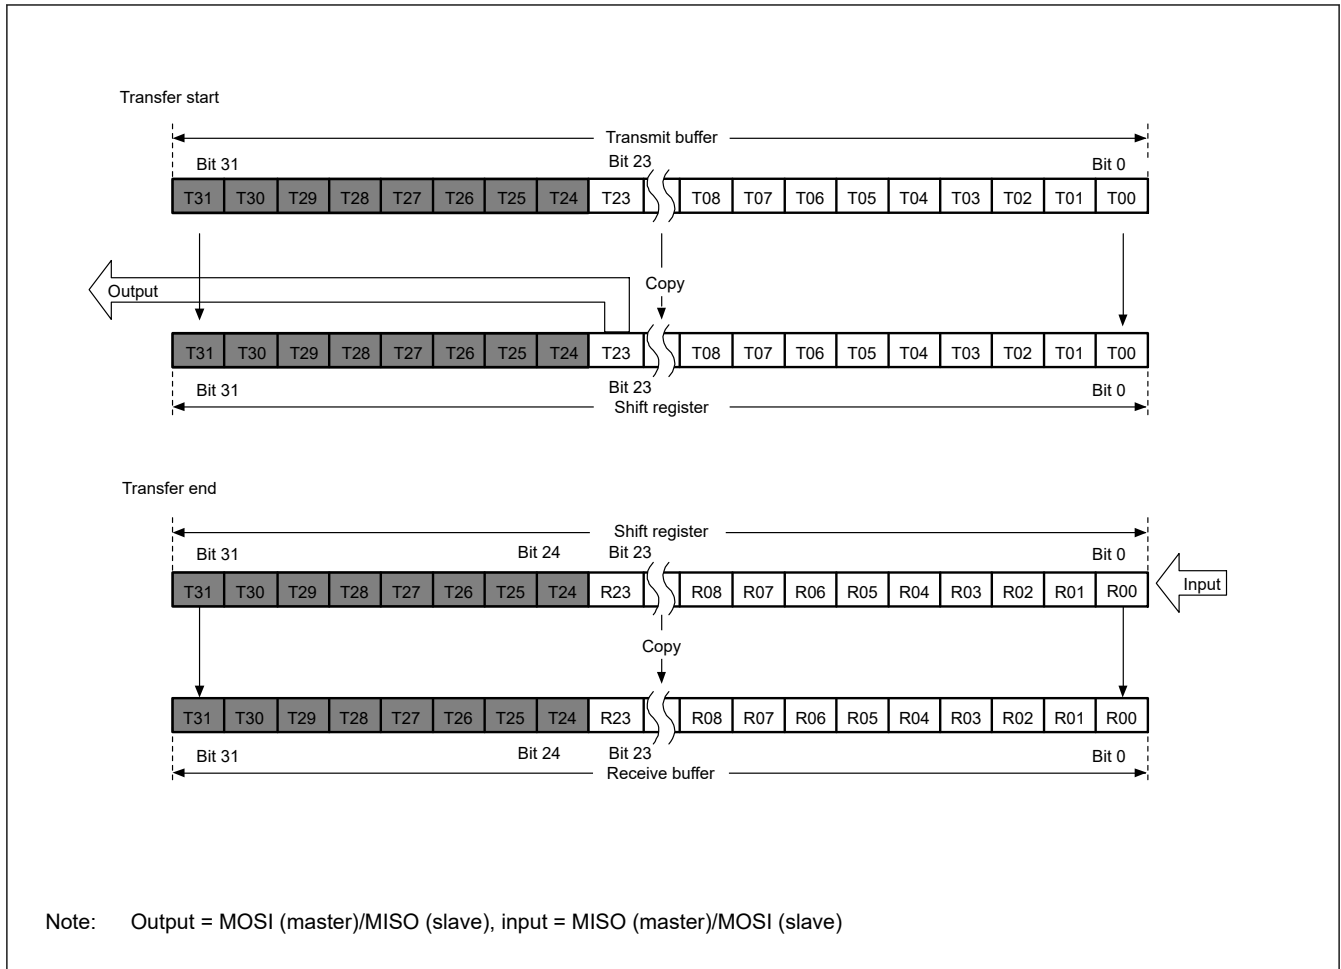 Transfer start
Transmit buffer
Bit 31 Bit 23 Bit 0
T31 T30 T29 T28 T27 T26 T25 T24 T23 T08 T07 T06 T05 T04 T03 T02 T01 T00
Copy
Output
T31 T30 T29 T28 T27 T26 T25 T24 T23 T08 T07 T06 T05 T04 T03 T02 T01 T00
Bit 31 Bit 23 Bit 0
Shift register
Transfer end
Shift register
Bit 31 Bit 24 Bit 23 Bit 0
T31 T30 T29 T28 T27 T26 T25 T24 R23 R08 R07 R06 R05 R04 R03 R02 R01 R00 Input
Copy
T31 T30 T29 T28 T27 T26 T25 T24 R23 R08 R07 R06 R05 R04 R03 R02 R01 R00
Bit 31 Bit 24 Bit 23 Bit 0
Receive buffer
Note: Output = MOSI (master)/MISO (slave), input = MISO (master)/MOSI (slave)